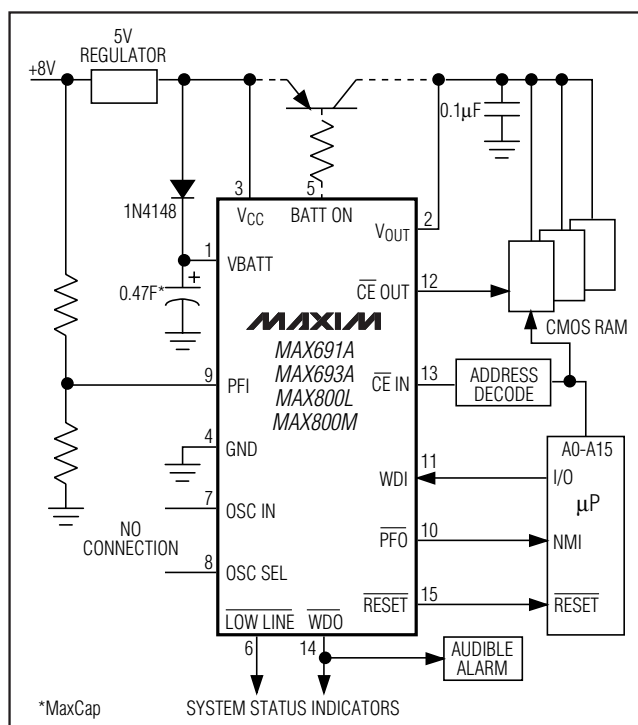 5V
REGULATOR
+8V
0.1μF
3
5
1N4148
VCC
BATT ON
2
VOUT
1
VBATT
0.47F*
+
12
CE OUT
CMOS RAM
MAXIM
MAX691A
MAX693A
MAX800L
MAX800M
13
CE IN
ADDRESS
DECODE
9
PFI
A0-A15
4
GND
11
WDI
I/O
μP
7
OSC IN
NO
CONNECTION
10
PFO
NMI
8
OSC SEL
15
RESET
RESET
LOW LINE
WDO
6
14
AUDIBLE
ALARM
*MaxCap
SYSTEM STATUS INDICATORS